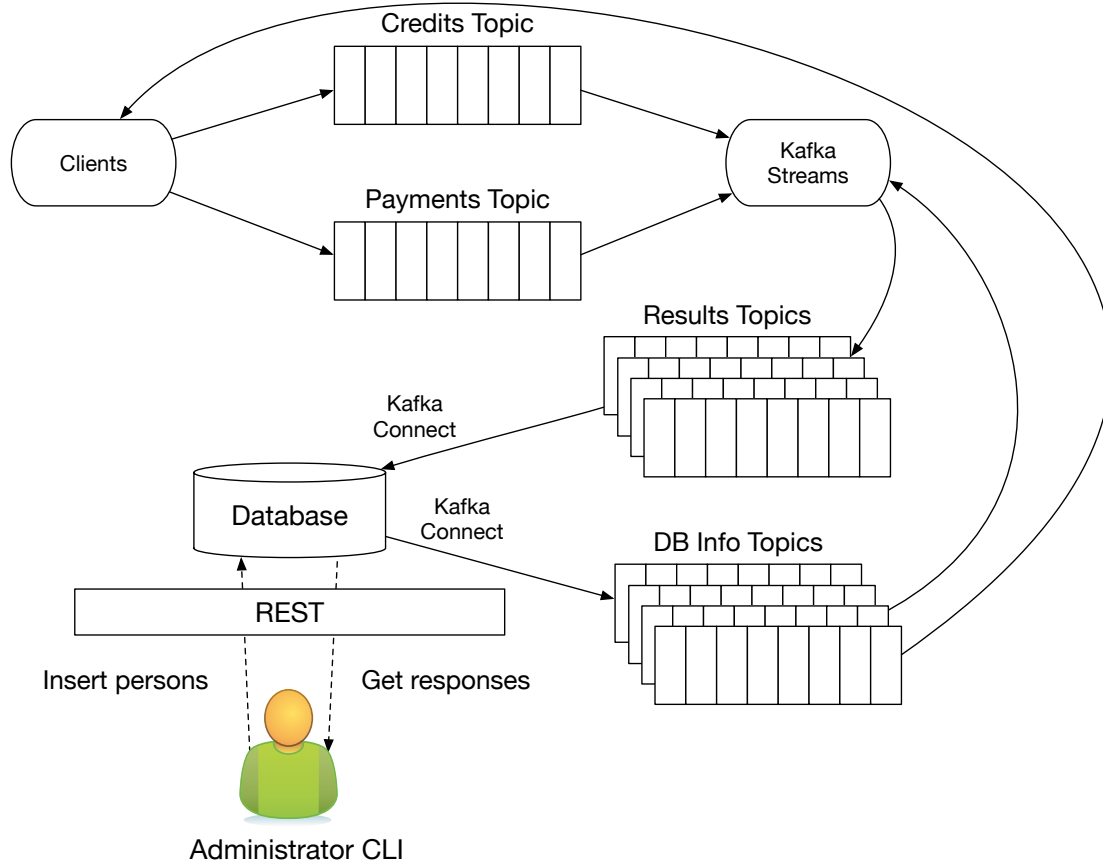 Credits Topic
Clients
Kafka
Streams
Payments Topic
Results Topics
Kafka
Connect
Database
Kafka
Connect
DB Info Topics
REST
Insert persons
Get responses
Administrator CLI